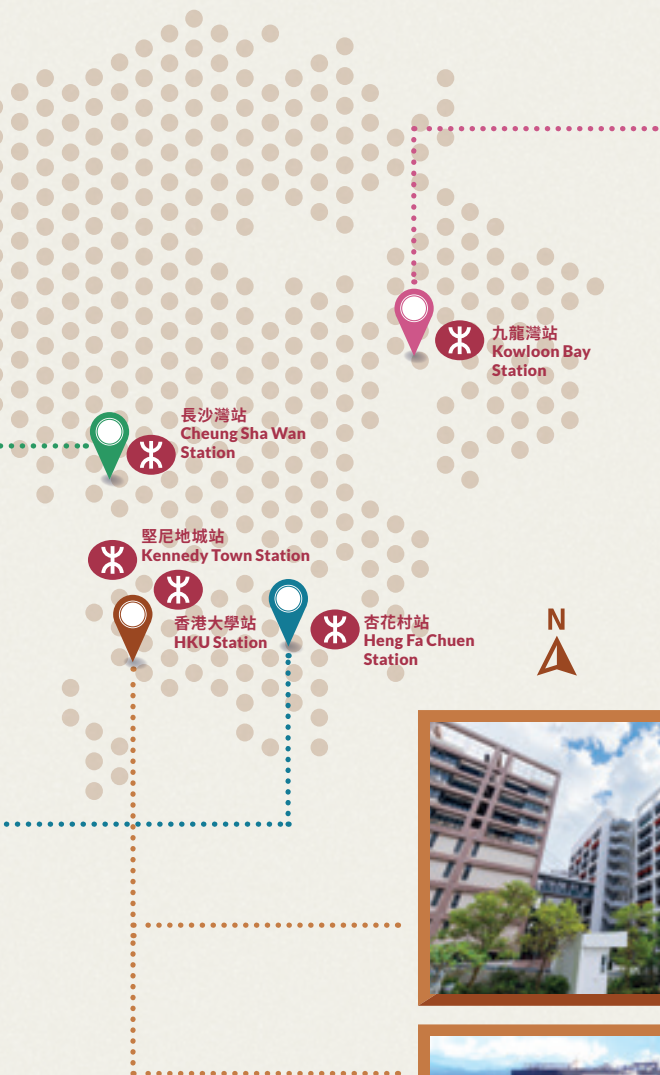 九龍灣站
Kowloon Bay
Station
長沙灣站
Cheung Sha Wan
Station
堅尼地城站
Kennedy Town Station
香港大學站
HKU Station
杏花村站
Heng Fa Chuen
Station
N